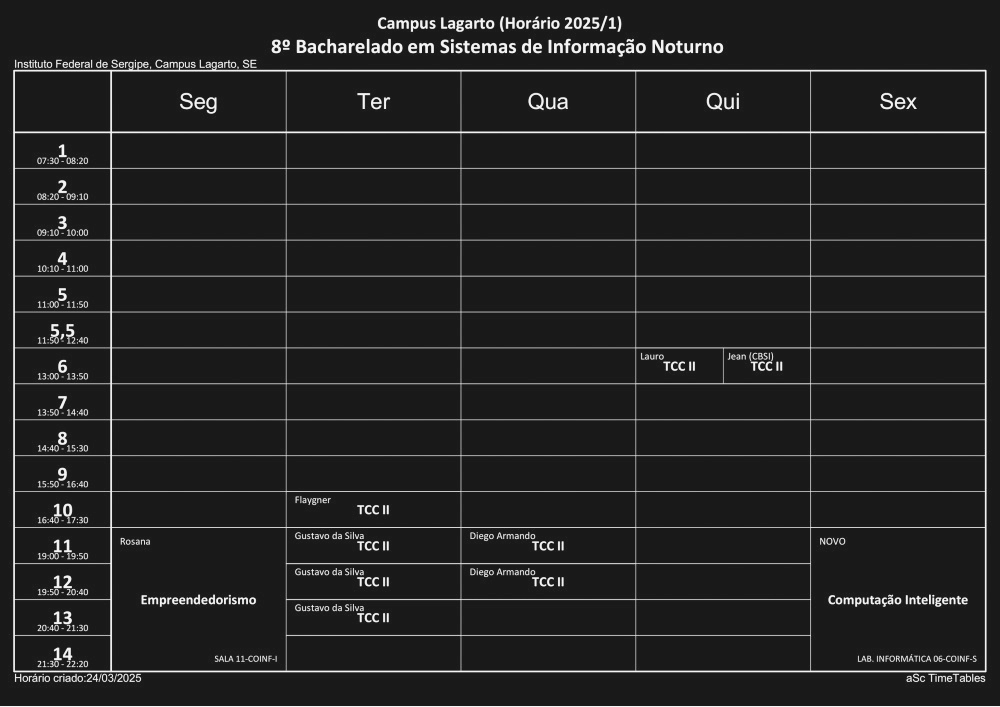 Campus Lagarto (Horário 2025/1)
8º Bacharelado em Sistemas de Informação Noturno
Instituto Federal de Sergipe, Campus Lagarto, SE
Seg Ter Qua Qui Sex
1
07:30 - 08:20
2
08:20 - 09:10
3
09:10 - 10:00
4
10:10 - 11:00
5
11:00 - 11:50
5,5
11:50 - 12:40
6
13:00 - 13:50
Lauro
TCC II
Jean (CBSI)
TCC II
7
13:50 - 14:40
8
14:40 - 15:30
9
15:50 - 16:40
10
16:40 - 17:30
Flaygner
TCC II
11
19:00 - 19:50
Rosana
Empreendedorismo
SALA 11-COINF-I
Gustavo da Silva
TCC II
Diego Armando
TCC II
NOVO
Computação Inteligente
LAB. INFORMÁTICA 06-COINF-S
12
19:50 - 20:40
Gustavo da Silva
TCC II
Diego Armando
TCC II
13
20:40 - 21:30
Gustavo da Silva
TCC II
14
21:30 - 22:20
Horário criado:24/03/2025
aSc TimeTables